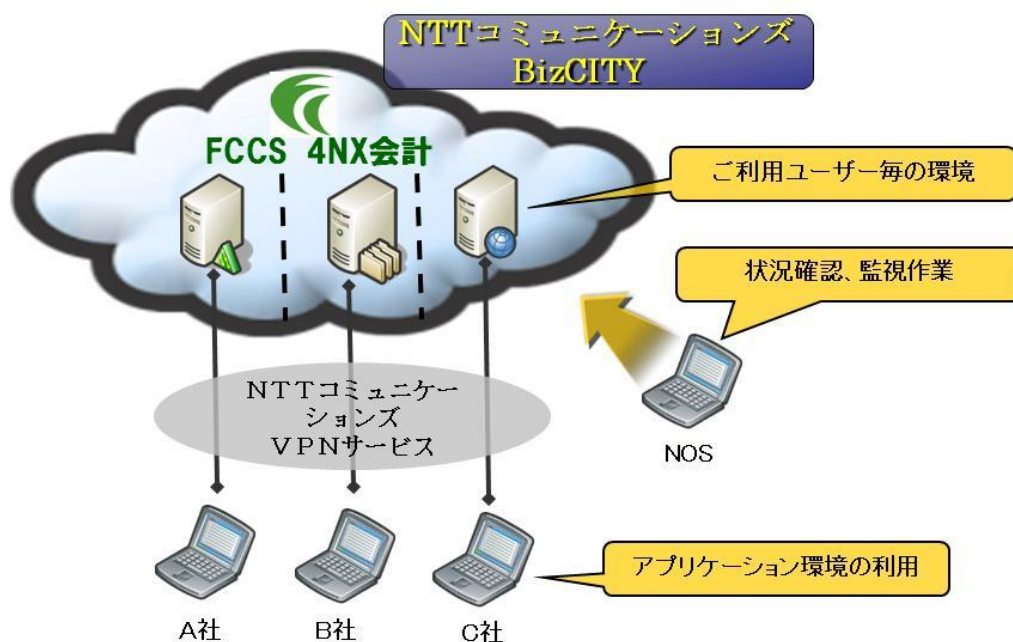 NTTコミュニケーションズ
BizCITY
FCCS 4NX会計
ご利用ユーザー毎の環境
状況確認、監視作業
NTTコミュニケー
ションズ
VPNサービス
NOS
アプリケーション環境の利用
A社
B社
C社